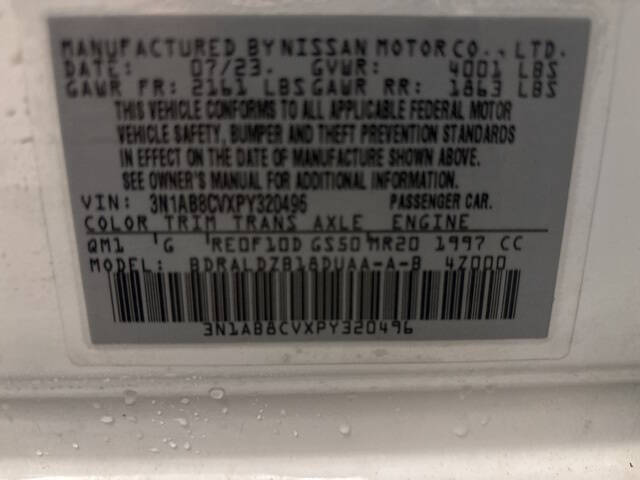 MANUFACTURED BY NISSAN MOTOR CO., LTD.
DATE: 07/23. GVWR: 4001 LBS
GAWR FR: 2161 LBS GAWR RR: 1863 LBS
THIS VEHICLE CONFORMS TO ALL APPLICABLE FEDERAL MOTOR
VEHICLE SAFETY, BUMPER AND THEFT PREVENTION STANDARDS
IN EFFECT ON THE DATE OF MANUFACTURE SHOWN ABOVE.
SEE OWNER'S MANUAL FOR ADDITIONAL INFORMATION.
VIN: 3N1AB8CVXPY320496 PASSENGER CAR.
COLOR TRIM TRANS AXLE ENGINE
QM1 G RE0F10D GS50 MR20 1997 CC
MODEL: BDRALDZB18DUAA-A-B 4Z000
3N1AB8CVXPY320496